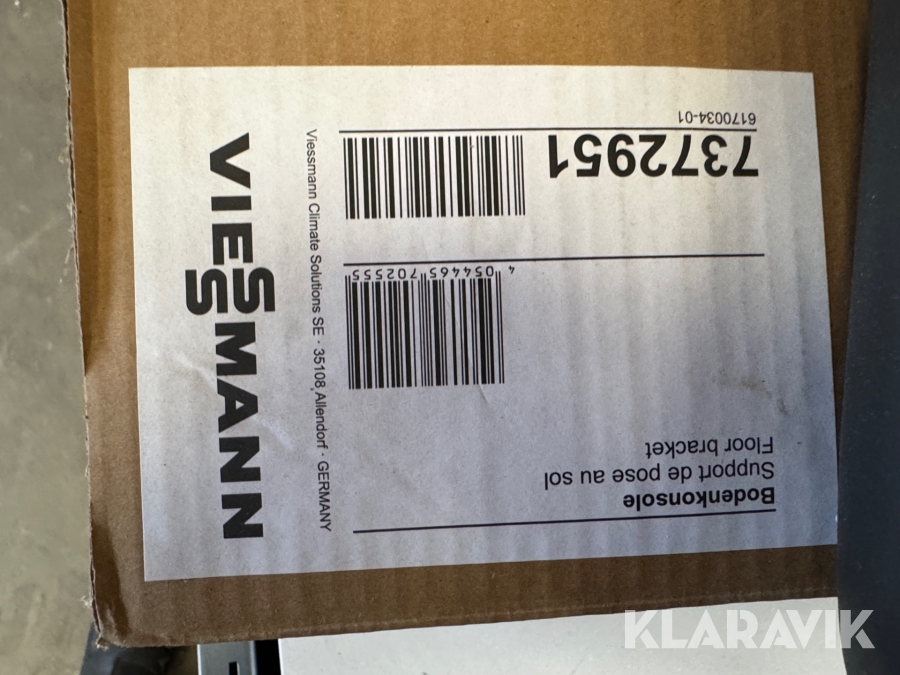 Bodenkonsole
Support de pose au sol
Floor bracket
4 054465 702555
7372951
6170034-01
VIESSMANN
Viessmann Climate Solutions SE · 35108 Allendorf · GERMANY
KLARAVIK